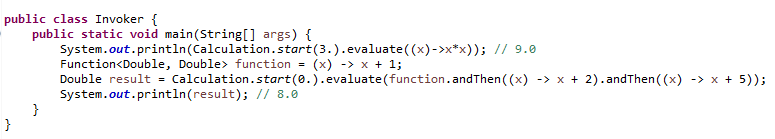 public class Invoker {
public static void main(String[] args) {
System.out.println(Calculation.start(3.).evaluate((x)->x*x)); // 9.0
Function<Double, Double> function = (x) -> x + 1;
Double result = Calculation.start(0.).evaluate(function.andThen((x) -> x + 2).andThen((x) -> x + 5));
System.out.println(result); // 8.0
}
}